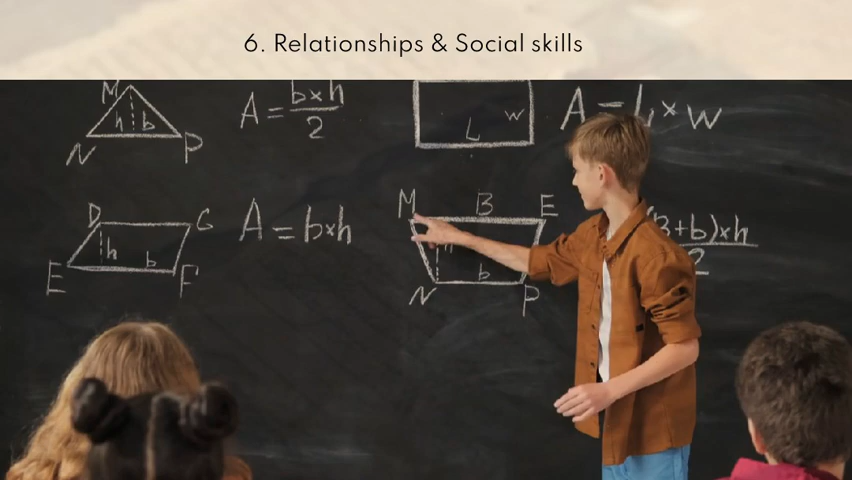 6. Relationships & Social skills
M
h b
N P
A = b×h
2
L
w
A = L × w
D C
h
b
E F
A = b×h
M B E
h
b
N P
B+b)×h
2